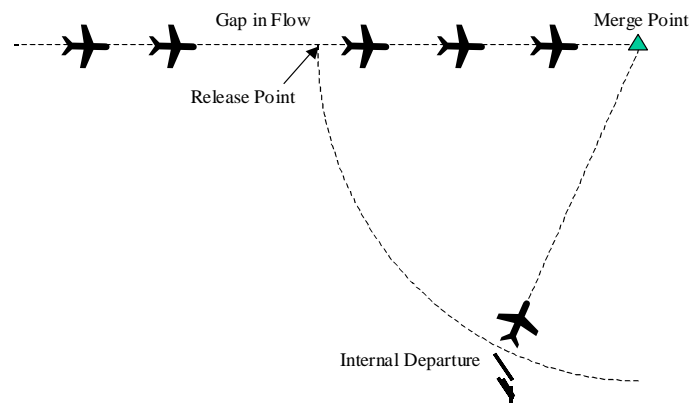 Gap in Flow
Merge Point
Release Point
Internal Departure